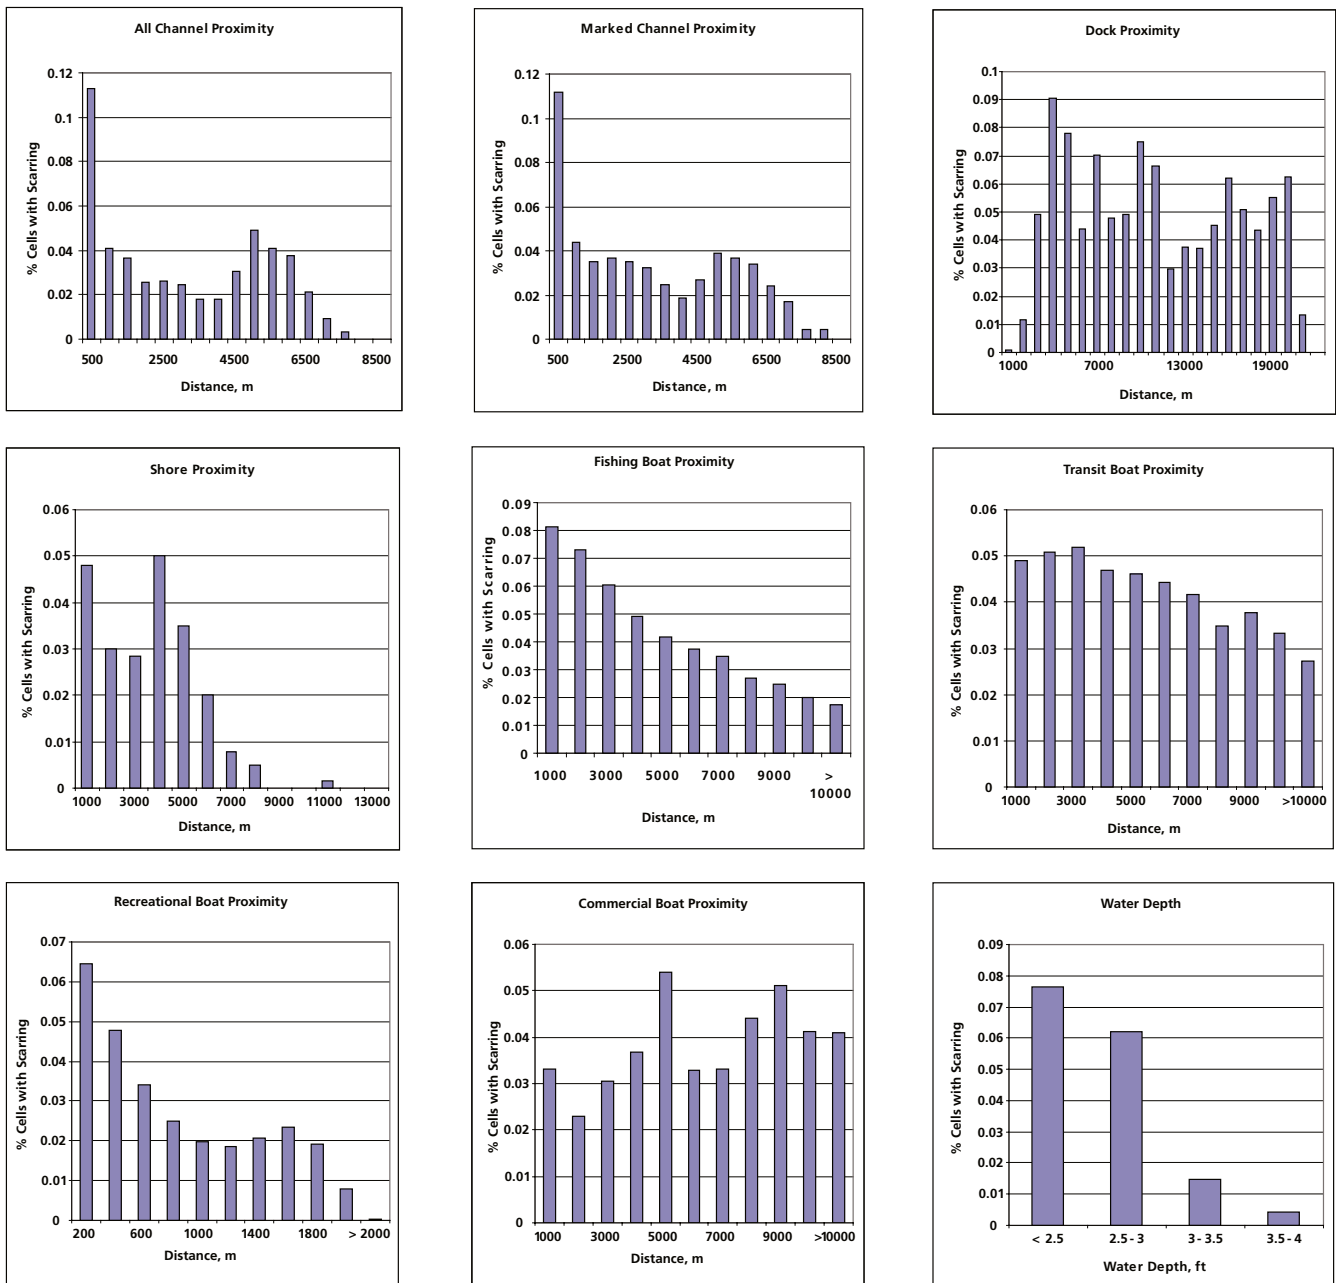 All Channel Proximity
% Cells with Scarring
0.12
0.1
0.08
0.06
0.04
0.02
0
500 2500 4500 6500 8500
Distance, m
Marked Channel Proximity
% Cells with Scarring
0.12
0.1
0.08
0.06
0.04
0.02
0
500 2500 4500 6500 8500
Distance, m
Dock Proximity
% Cells with Scarring
0.1
0.09
0.08
0.07
0.06
0.05
0.04
0.03
0.02
0.01
0
1000 7000 13000 19000
Distance, m
Shore Proximity
% Cells with Scarring
0.06
0.05
0.04
0.03
0.02
0.01
0
1000 3000 5000 7000 9000 11000 13000
Distance, m
Fishing Boat Proximity
% Cells with Scarring
0.09
0.08
0.07
0.06
0.05
0.04
0.03
0.02
0.01
0
1000 3000 5000 7000 9000 >
10000
Distance, m
Transit Boat Proximity
% Cells with Scarring
0.06
0.05
0.04
0.03
0.02
0.01
0
1000 3000 5000 7000 9000 >10000
Distance, m
Recreational Boat Proximity
% Cells with Scarring
0.07
0.06
0.05
0.04
0.03
0.02
0.01
0
200 600 1000 1400 1800 > 2000
Distance, m
Commercial Boat Proximity
% Cells with Scarring
0.06
0.05
0.04
0.03
0.02
0.01
0
1000 3000 5000 7000 9000 >10000
Distance, m
Water Depth
% Cells with Scarring
0.09
0.08
0.07
0.06
0.05
0.04
0.03
0.02
0.01
0
< 2.5 2.5 - 3 3 - 3.5 3.5 - 4
Water Depth, ft